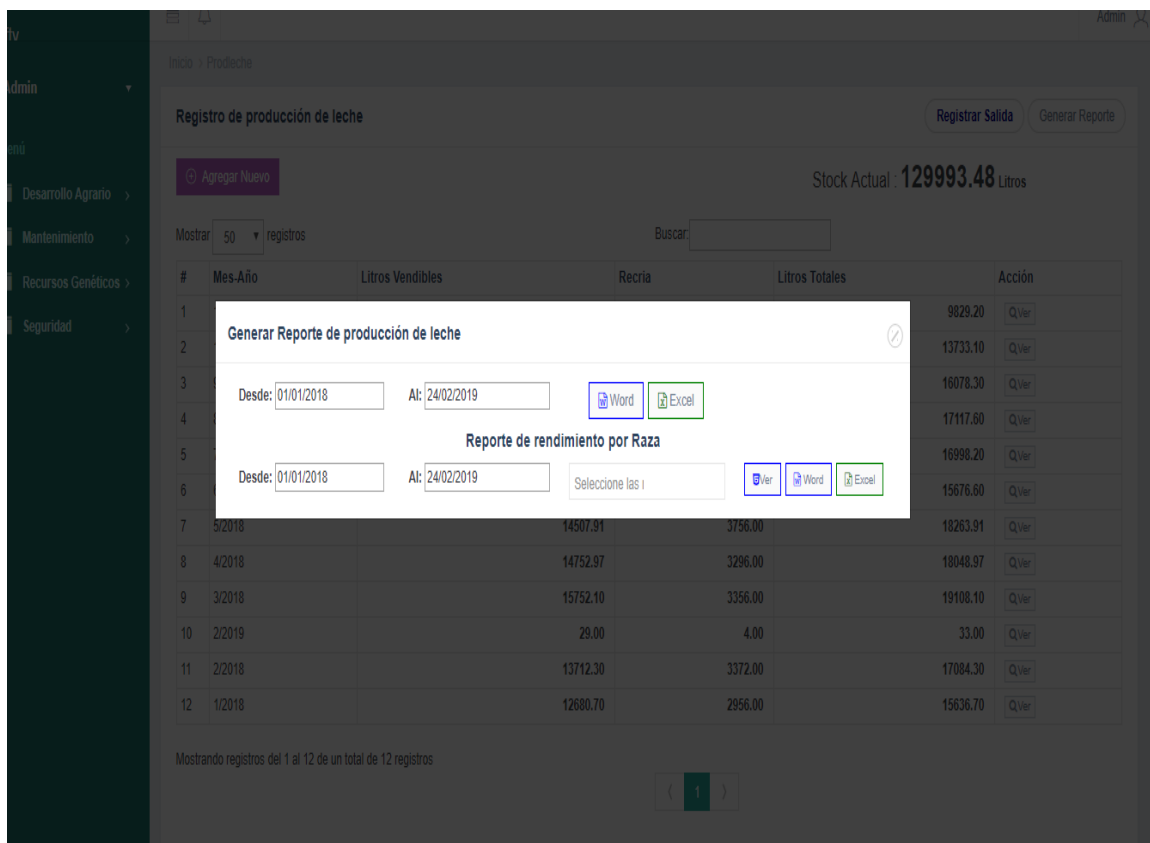 Admin
Inicio > Prodleche
Admin
Registro de producción de leche
Registrar Salida
Generar Reporte
Menú
Agregar Nuevo
Stock Actual : 129993.48 Litros
Desarrollo Agrario >
Mantenimiento >
Recursos Genéticos >
Seguridad >
Mostrar 50 registros
Buscar:
# Mes-Año Litros Vendibles Recria Litros Totales Acción
1 9829.20 Ver
2 13733.10 Ver
3 16078.30 Ver
4 17117.60 Ver
5 16998.20 Ver
6 15676.60 Ver
Generar Reporte de producción de leche
Desde: 01/01/2018 Al: 24/02/2019 Word Excel
Reporte de rendimiento por Raza
Desde: 01/01/2018 Al: 24/02/2019 Seleccione las Ver Word Excel
7 5/2018 14507.91 3756.00 18263.91 Ver
8 4/2018 14752.97 3296.00 18048.97 Ver
9 3/2018 15752.10 3356.00 19108.10 Ver
10 2/2019 29.00 4.00 33.00 Ver
11 2/2018 13712.30 3372.00 17084.30 Ver
12 1/2018 12680.70 2956.00 15636.70 Ver
Mostrando registros del 1 al 12 de un total de 12 registros
⟨ 1 ⟩